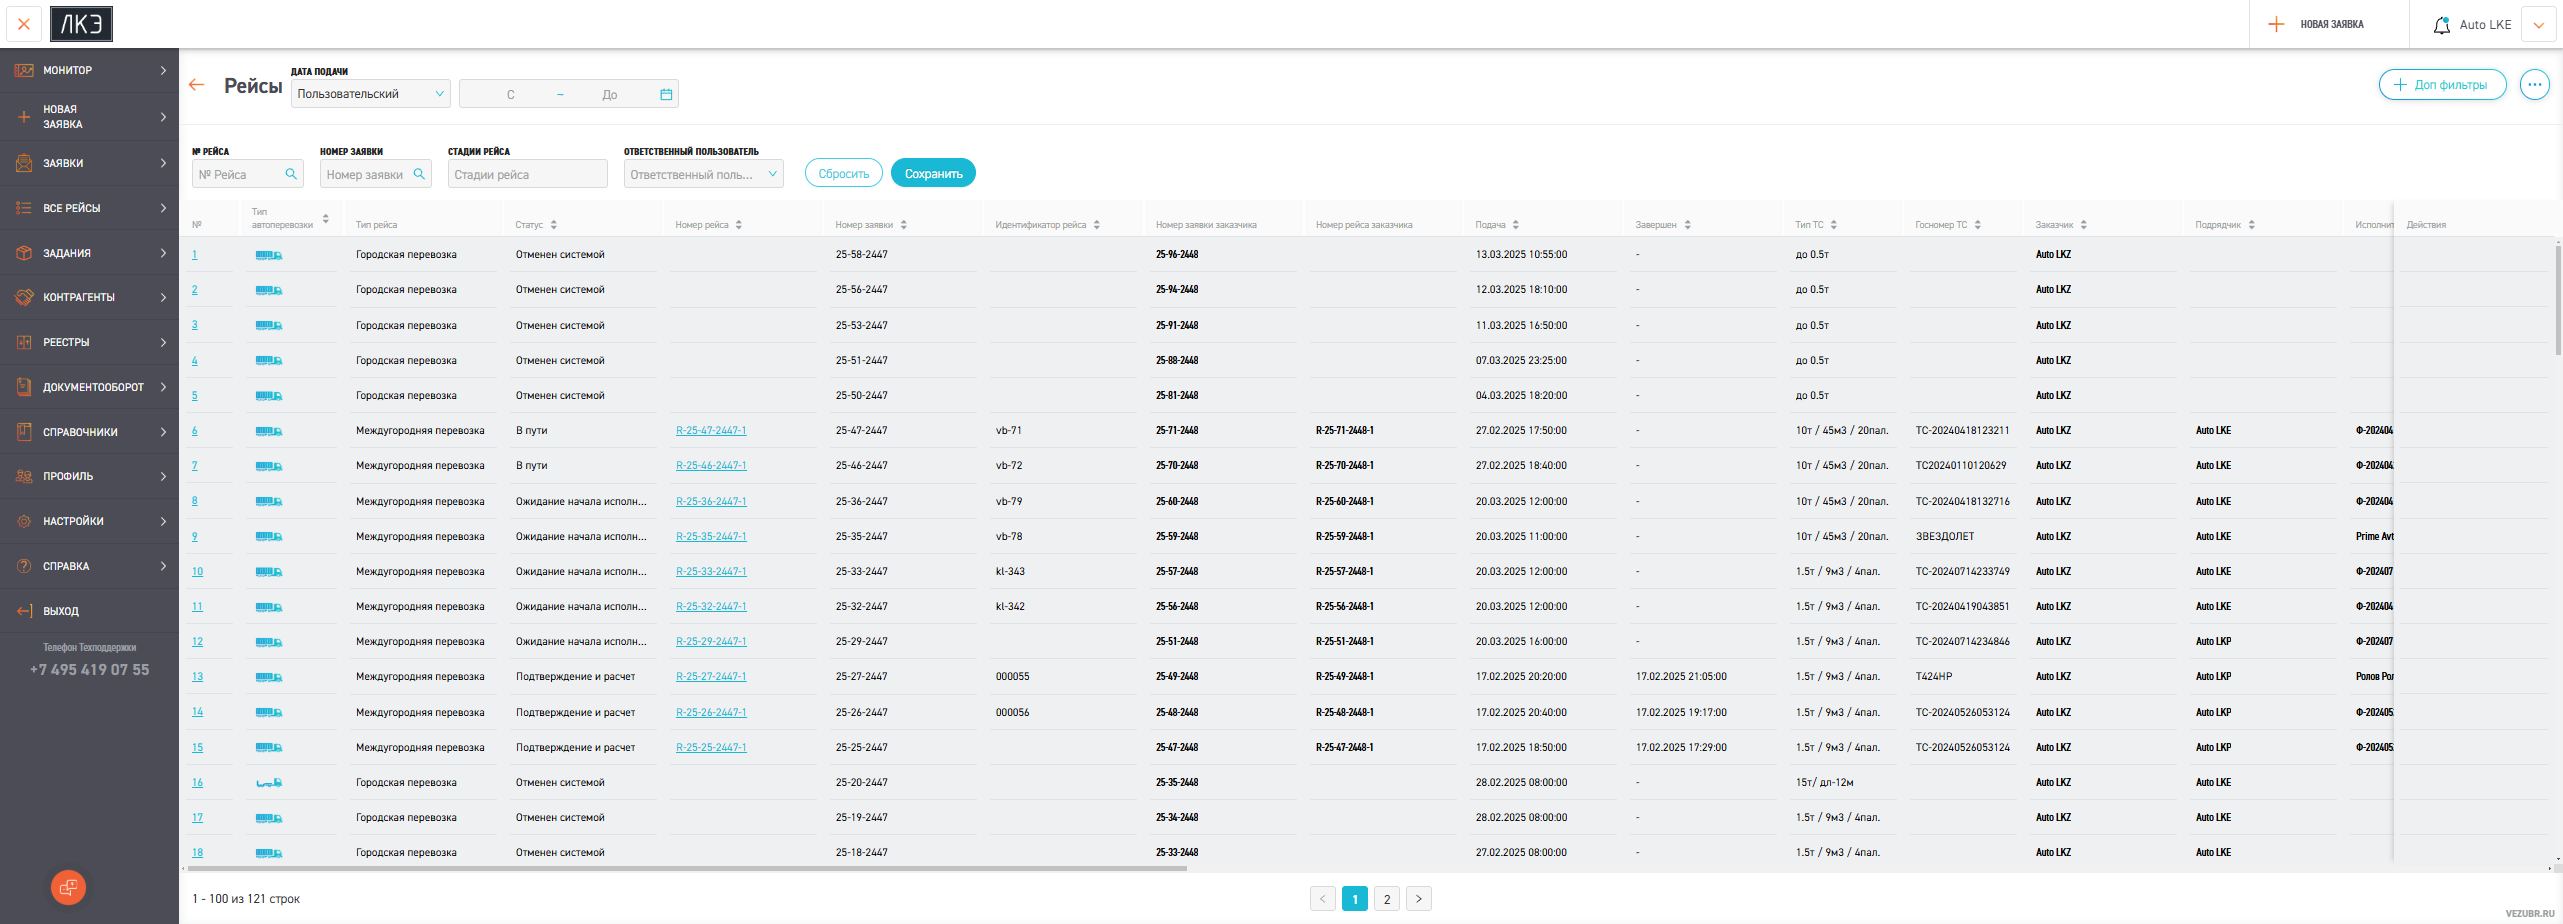 ЛКЭ
НОВАЯ ЗАЯВКА
Auto LKE
МОНИТОР
НОВАЯ ЗАЯВКА
ЗАЯВКИ
ВСЕ РЕЙСЫ
ЗАДАНИЯ
КОНТРАГЕНТЫ
РЕЕСТРЫ
ДОКУМЕНТООБОРОТ
СПРАВОЧНИКИ
ПРОФИЛЬ
НАСТРОЙКИ
СПРАВКА
ВЫХОД
Телефон Техподдержки
+7 495 419 07 55
Рейсы
ДАТА ПОДАЧИ
Пользовательский
С – До
Доп фильтры
№ РЕЙСА НОМЕР ЗАЯВКИ СТАДИИ РЕЙСА ОТВЕТСТВЕННЫЙ ПОЛЬЗОВАТЕЛЬ
№ Рейса Номер заявки Стадии рейса Ответственный поль... Сбросить Сохранить
№ Тип автоперевозки Тип рейса Статус Номер рейса Номер заявки Идентификатор рейса Номер заявки заказчика Номер рейса заказчика Подача Завершен Тип ТС Госномер ТС Заказчик Подрядчик Исполнит Действия
1 Городская перевозка Отменен системой 25-58-2447 25-96-2448 13.03.2025 10:55:00 - до 0.5т Auto LKZ
2 Городская перевозка Отменен системой 25-56-2447 25-94-2448 12.03.2025 18:10:00 - до 0.5т Auto LKZ
3 Городская перевозка Отменен системой 25-53-2447 25-91-2448 11.03.2025 16:50:00 - до 0.5т Auto LKZ
4 Городская перевозка Отменен системой 25-51-2447 25-88-2448 07.03.2025 23:25:00 - до 0.5т Auto LKZ
5 Городская перевозка Отменен системой 25-50-2447 25-81-2448 04.03.2025 18:20:00 - до 0.5т Auto LKZ
6 Междугородняя перевозка В пути R-25-47-2447-1 25-47-2447 vb-71 25-71-2448 R-25-71-2448-1 27.02.2025 17:50:00 - 10т / 45м3 / 20пал. ТС-20240418123211 Auto LKZ Auto LKE Ф-202404
7 Междугородняя перевозка В пути R-25-46-2447-1 25-46-2447 vb-72 25-70-2448 R-25-70-2448-1 27.02.2025 18:40:00 - 10т / 45м3 / 20пал. ТС20240110120629 Auto LKZ Auto LKE Ф-202404
8 Междугородняя перевозка Ожидание начала исполн... R-25-36-2447-1 25-36-2447 vb-79 25-60-2448 R-25-60-2448-1 20.03.2025 12:00:00 - 10т / 45м3 / 20пал. ТС-20240418132716 Auto LKZ Auto LKE Ф-202404
9 Междугородняя перевозка Ожидание начала исполн... R-25-35-2447-1 25-35-2447 vb-78 25-59-2448 R-25-59-2448-1 20.03.2025 11:00:00 - 10т / 45м3 / 20пал. ЗВЕЗДОЛЕТ Auto LKZ Auto LKE Prime Avt
10 Междугородняя перевозка Ожидание начала исполн... R-25-33-2447-1 25-33-2447 kl-343 25-57-2448 R-25-57-2448-1 20.03.2025 12:00:00 - 1.5т / 9м3 / 4пал. ТС-20240714233749 Auto LKZ Auto LKE Ф-202407
11 Междугородняя перевозка Ожидание начала исполн... R-25-32-2447-1 25-32-2447 kl-342 25-56-2448 R-25-56-2448-1 20.03.2025 12:00:00 - 1.5т / 9м3 / 4пал. ТС-20240419043851 Auto LKZ Auto LKE Ф-202404
12 Междугородняя перевозка Ожидание начала исполн... R-25-29-2447-1 25-29-2447 25-51-2448 R-25-51-2448-1 20.03.2025 16:00:00 - 1.5т / 9м3 / 4пал. ТС-20240714234846 Auto LKZ Auto LKP Ф-202407
13 Междугородняя перевозка Подтверждение и расчет R-25-27-2447-1 25-27-2447 000055 25-49-2448 R-25-49-2448-1 17.02.2025 20:20:00 17.02.2025 21:05:00 1.5т / 9м3 / 4пал. Т424НР Auto LKZ Auto LKP Ролов Рол
14 Междугородняя перевозка Подтверждение и расчет R-25-26-2447-1 25-26-2447 000056 25-48-2448 R-25-48-2448-1 17.02.2025 20:40:00 17.02.2025 19:17:00 1.5т / 9м3 / 4пал. ТС-20240526053124 Auto LKZ Auto LKP Ф-202405
15 Междугородняя перевозка Подтверждение и расчет R-25-25-2447-1 25-25-2447 25-47-2448 R-25-47-2448-1 17.02.2025 18:50:00 17.02.2025 17:29:00 1.5т / 9м3 / 4пал. ТС-20240526053124 Auto LKZ Auto LKP Ф-202405
16 Городская перевозка Отменен системой 25-20-2447 25-35-2448 28.02.2025 08:00:00 - 15т/ дл-12м Auto LKZ Auto LKE
17 Городская перевозка Отменен системой 25-19-2447 25-34-2448 28.02.2025 08:00:00 - 1.5т / 9м3 / 4пал. Auto LKZ Auto LKE
18 Городская перевозка Отменен системой 25-18-2447 25-33-2448 27.02.2025 08:00:00 - 1.5т / 9м3 / 4пал. Auto LKZ Auto LKE
1 - 100 из 121 строк
1 2
VEZUBR.RU